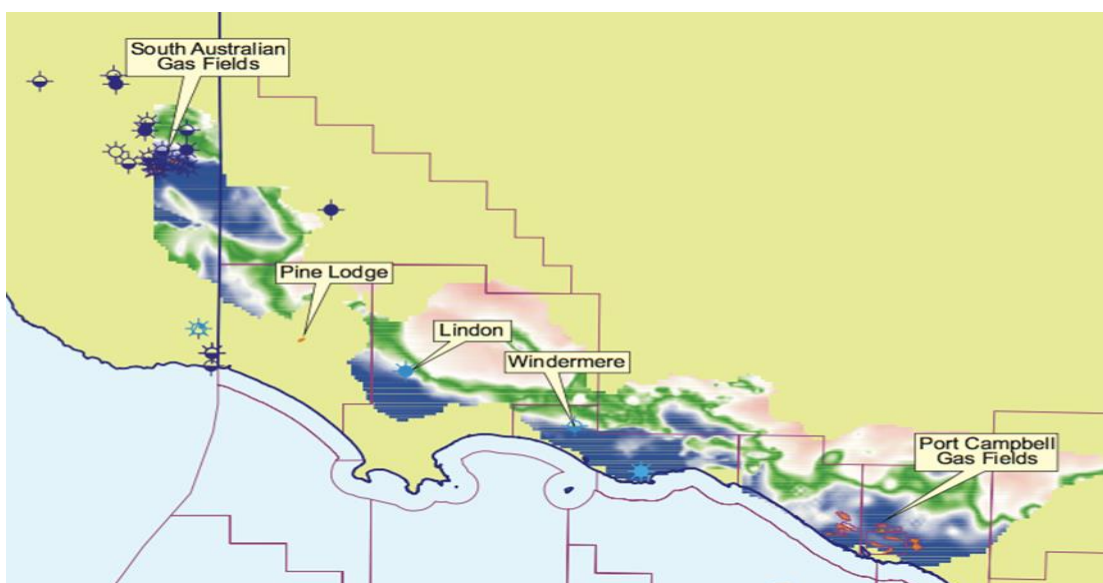 South Australian
Gas Fields
Pine Lodge
Lindon
Windermere
Port Campbell
Gas Fields